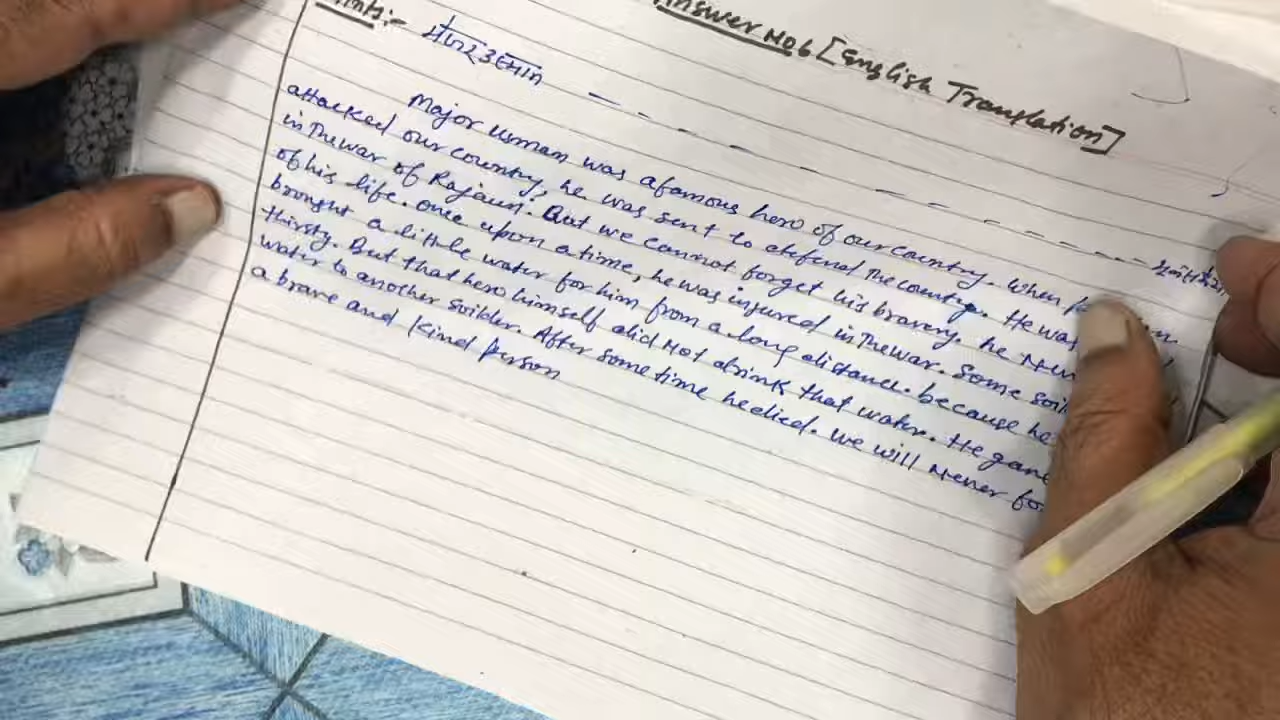 Answer No 6 [English Translation]
Hints:-
Major usman was a famous hero of our country. When
attacked our country, he was sent to defend the country. He was
in the war of Rajauri. But we cannot forget his bravery. he
of his life. once upon a time, he was injured in the war. Some
brought a little water for him from a long distance. because he
thirsty. But that hero himself did Not drink that water. He gave
water to another soilder. After some time he died. we will Never
a brave and kind person